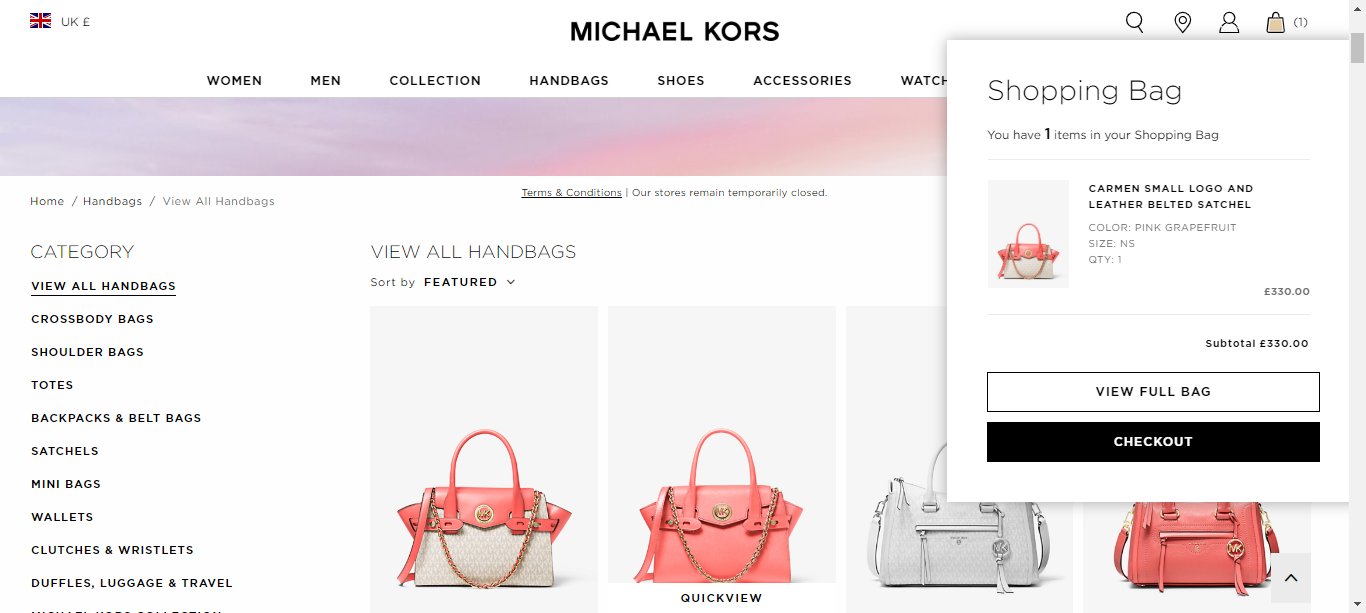 UK £
MICHAEL KORS
(1)
WOMEN MEN COLLECTION HANDBAGS SHOES ACCESSORIES
Shopping Bag
You have 1 items in your Shopping Bag
CARMEN SMALL LOGO AND
LEATHER BELTED SATCHEL
COLOR: PINK GRAPEFRUIT
SIZE: NS
QTY: 1
£330.00
Subtotal £330.00
VIEW FULL BAG
CHECKOUT
Terms & Conditions | Our stores remain temporarily closed.
Home / Handbags / View All Handbags
CATEGORY
VIEW ALL HANDBAGS
CROSSBODY BAGS
SHOULDER BAGS
TOTES
BACKPACKS & BELT BAGS
SATCHELS
MINI BAGS
WALLETS
CLUTCHES & WRISTLETS
DUFFLES, LUGGAGE & TRAVEL
VIEW ALL HANDBAGS
Sort by FEATURED
MK
MK
MK
QUICKVIEW